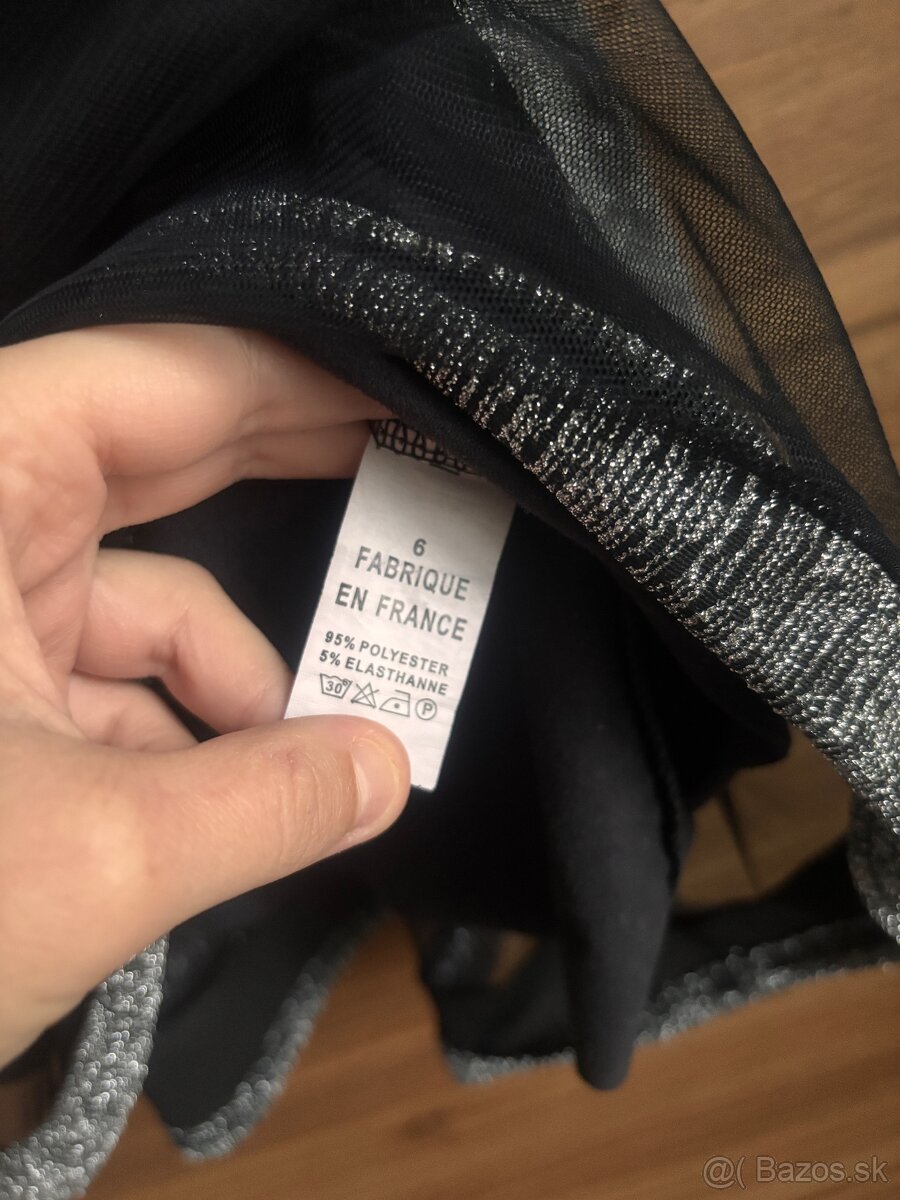 6
FABRIQUE
EN FRANCE
95% POLYESTER
5% ELASTHANNE
30° P
@( Bazos.sk